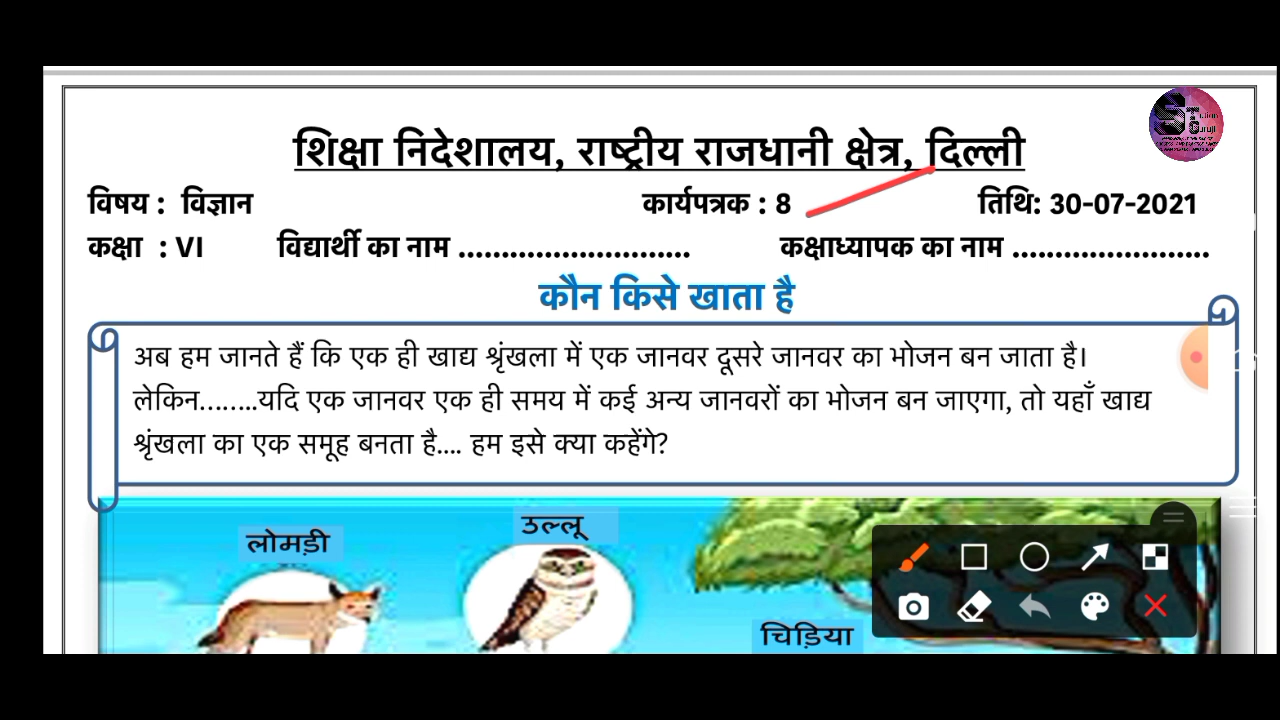 शिक्षा निदेशालय, राष्ट्रीय राजधानी क्षेत्र, दिल्ली
विषय : विज्ञान कार्यपत्रक : 8 तिथि: 30-07-2021
कक्षा : VI विद्यार्थी का नाम ........................... कक्षाध्यापक का नाम .......................
कौन किसे खाता है
अब हम जानते हैं कि एक ही खाद्य श्रृंखला में एक जानवर दूसरे जानवर का भोजन बन जाता है।
लेकिन........यदि एक जानवर एक ही समय में कई अन्य जानवरों का भोजन बन जाएगा, तो यहाँ खाद्य
श्रृंखला का एक समूह बनता है.... हम इसे क्या कहेंगे?
उल्लू
लोमड़ी
चिड़िया